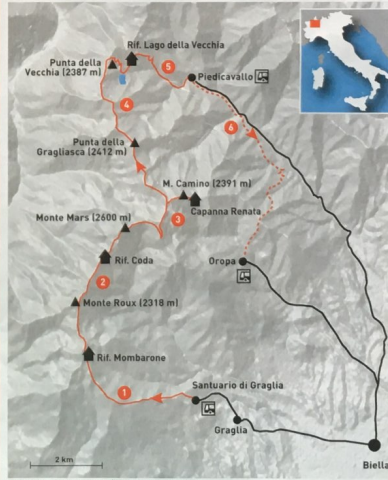 Rif. Lago della Vecchia
Punta della
Vecchia (2387 m)
5
Piedicavallo
4
6
Punta della
Gragliasca (2412 m)
M. Camino (2391 m)
Capanna Renata
3
Monte Mars (2600 m)
Rif. Coda
Oropa
2
Monte Roux (2318 m)
Rif. Mombarone
1
Santuario di Graglia
Graglia
2 km
Biella